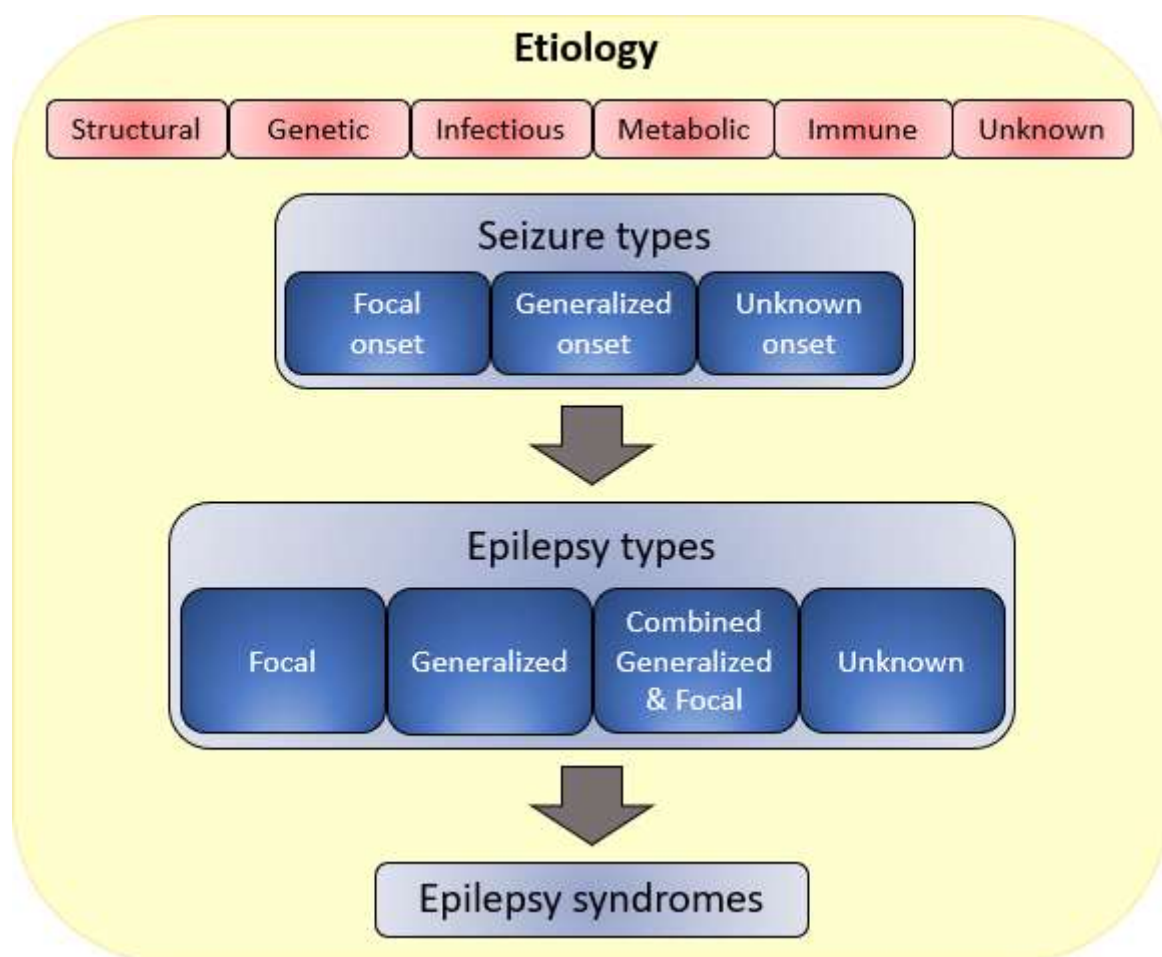 Etiology
Structural
Genetic
Infectious
Metabolic
Immune
Unknown
Seizure types
Focal
onset
Generalized
onset
Unknown
onset
Epilepsy types
Focal
Generalized
Combined
Generalized
& Focal
Unknown
Epilepsy syndromes